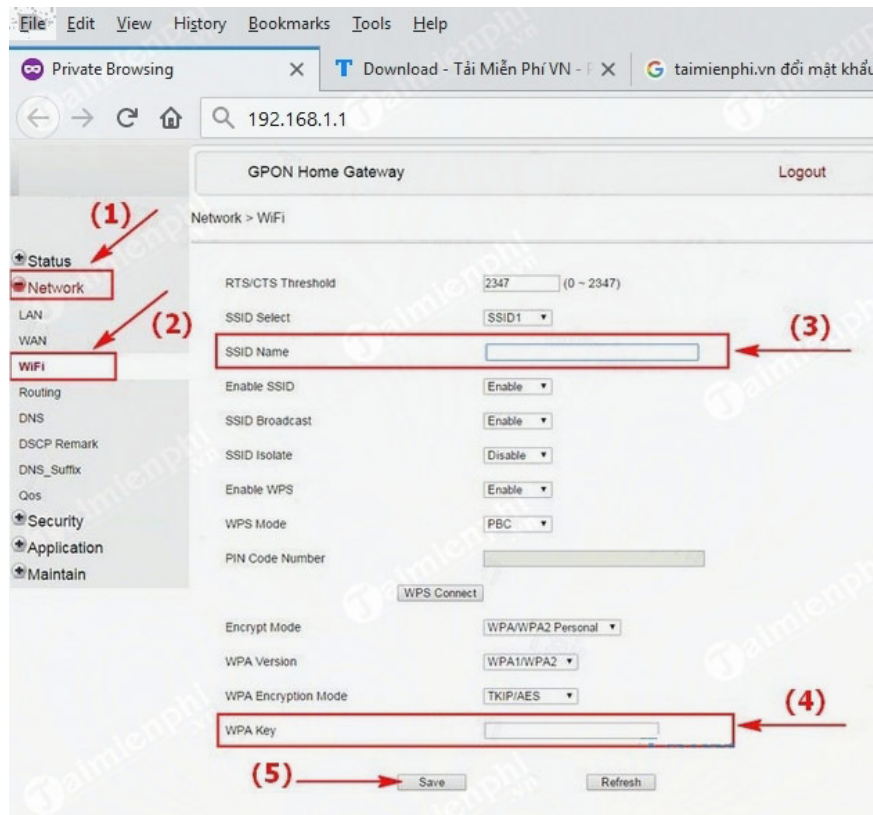 File Edit View History Bookmarks Tools Help
Private Browsing
Download - Tải Miễn Phí VN -
taimienphi.vn đổi mật khẩu
192.168.1.1
GPON Home Gateway Logout
(1)
Network > WiFi
Status
Network
LAN
(2)
WAN
WiFi
Routing
DNS
DSCP Remark
DNS_Suffix
Qos
Security
Application
Maintain
RTS/CTS Threshold 2347 (0 ~ 2347)
SSID Select SSID1
(3)
SSID Name
Enable SSID Enable
SSID Broadcast Enable
SSID Isolate Disable
Enable WPS Enable
WPS Mode PBC
PIN Code Number
WPS Connect
Encrypt Mode WPA/WPA2 Personal
WPA Version WPA1/WPA2
WPA Encryption Mode TKIP/AES
(4)
WPA Key
(5) Save Refresh
Taimienphi
.vn